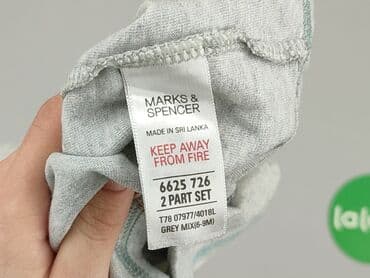 MARKS &
SPENCER
MADE IN SRI LANKA
KEEP AWAY
FROM FIRE
6625 726
2 PART SET
T78 07977/4018L
GREY MIX(6-9M)